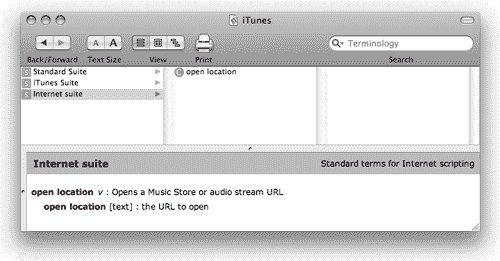 iTunes
A A
Terminology
Back/Forward Text Size View Print Search
S Standard Suite
S iTunes Suite
S Internet suite
C open location
Internet suite Standard terms for Internet scripting
open location v : Opens a Music Store or audio stream URL
open location [text] : the URL to open